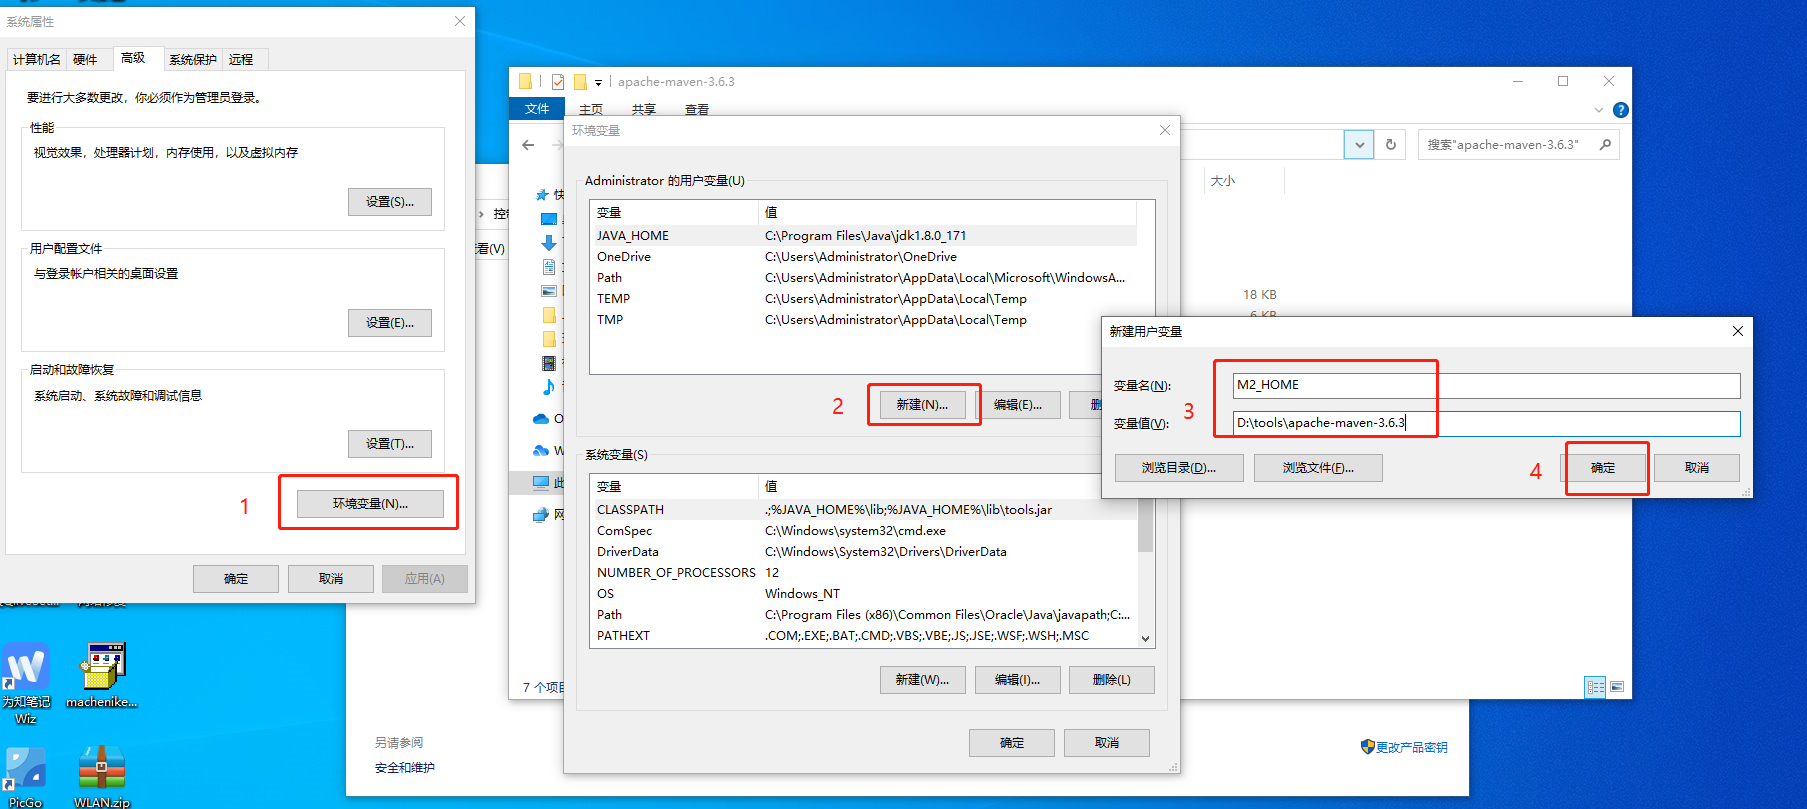 系统属性
计算机名 硬件 高级 系统保护 远程
要进行大多数更改，你必须作为管理员登录。
性能
视觉效果，处理器计划，内存使用，以及虚拟内存
设置(S)...
用户配置文件
与登录帐户相关的桌面设置
设置(E)...
启动和故障恢复
系统启动、系统故障和调试信息
设置(T)...
1
环境变量(N)...
确定 取消 应用(A)
apache-maven-3.6.3
文件 主页 共享 查看
搜索"apache-maven-3.6.3"
大小
18 KB
6 KB
看(V)
7 个项目
环境变量
Administrator 的用户变量(U)
变量 值
JAVA_HOME C:\Program Files\Java\jdk1.8.0_171
OneDrive C:\Users\Administrator\OneDrive
Path C:\Users\Administrator\AppData\Local\Microsoft\WindowsA...
TEMP C:\Users\Administrator\AppData\Local\Temp
TMP C:\Users\Administrator\AppData\Local\Temp
2
新建(N)... 编辑(E)...
系统变量(S)
变量 值
CLASSPATH .;%JAVA_HOME%\lib;%JAVA_HOME%\lib\tools.jar
ComSpec C:\Windows\system32\cmd.exe
DriverData C:\Windows\System32\Drivers\DriverData
NUMBER_OF_PROCESSORS 12
OS Windows_NT
Path C:\Program Files (x86)\Common Files\Oracle\Java\javapath;C:...
PATHEXT .COM;.EXE;.BAT;.CMD;.VBS;.VBE;.JS;.JSE;.WSF;.WSH;.MSC
新建(W)... 编辑(I)... 删除(L)
确定 取消
新建用户变量
变量名(N): M2_HOME
3
变量值(V): D:\tools\apache-maven-3.6.3
浏览目录(D)... 浏览文件(F)... 4 确定 取消
另请参阅
安全和维护
更改产品密钥
为知笔记
Wiz
machenike...
PicGo
WLAN.zip